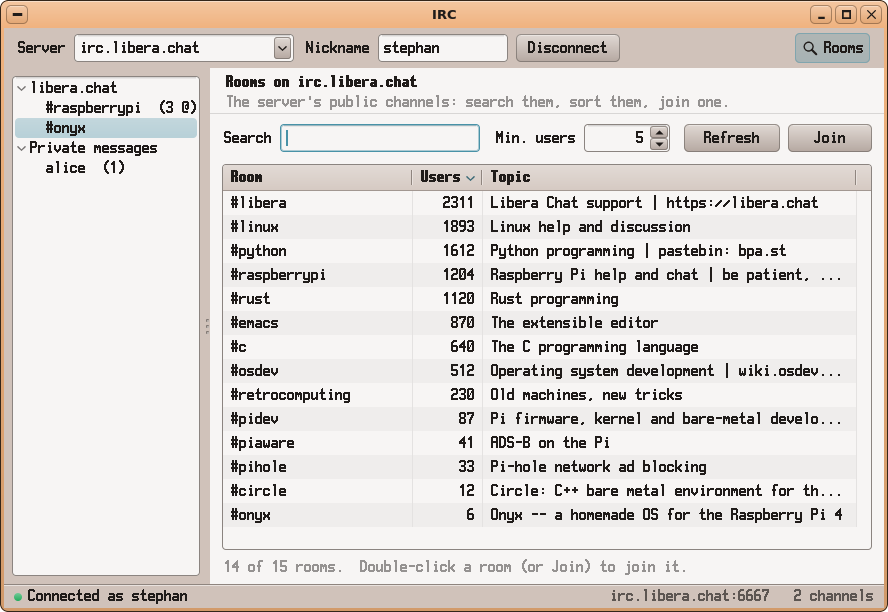 IRC
Server irc.libera.chat Nickname stephan Disconnect Rooms
libera.chat
#raspberrypi (3 @)
#onyx
Private messages
alice (1)
Rooms on irc.libera.chat
The server's public channels: search them, sort them, join one.
Search Min. users 5 Refresh Join
Room Users Topic
#libera 2311 Libera Chat support | https://libera.chat
#linux 1893 Linux help and discussion
#python 1612 Python programming | pastebin: bpa.st
#raspberrypi 1204 Raspberry Pi help and chat | be patient, ...
#rust 1120 Rust programming
#emacs 870 The extensible editor
#c 640 The C programming language
#osdev 512 Operating system development | wiki.osdev...
#retrocomputing 230 Old machines, new tricks
#pidev 87 Pi firmware, kernel and bare-metal develo...
#piaware 41 ADS-B on the Pi
#pihole 33 Pi-hole network ad blocking
#circle 12 Circle: C++ bare metal environment for th...
#onyx 6 Onyx -- a homemade OS for the Raspberry Pi 4
14 of 15 rooms. Double-click a room (or Join) to join it.
Connected as stephan irc.libera.chat:6667 2 channels